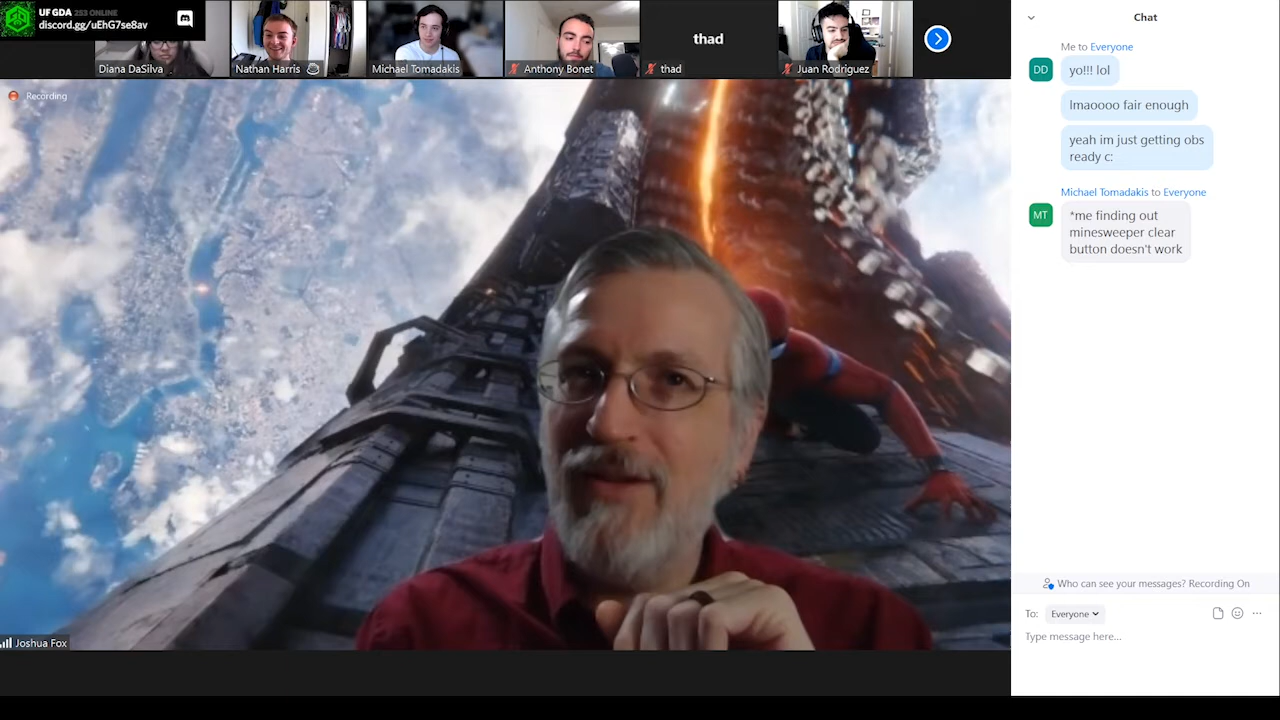 UF GDA 253 ONLINE
discord.gg/uEhG7se8av
Diana DaSilva
Nathan Harris
Michael Tomadakis
Anthony Bonet
thad
thad
Juan Rodriguez
Recording
Joshua Fox
Chat
Me to Everyone
DD
yo!!! lol
lmaoooo fair enough
yeah im just getting obs
ready c:
Michael Tomadakis to Everyone
MT
*me finding out
minesweeper clear
button doesn't work
Who can see your messages? Recording On
To: Everyone
Type message here...